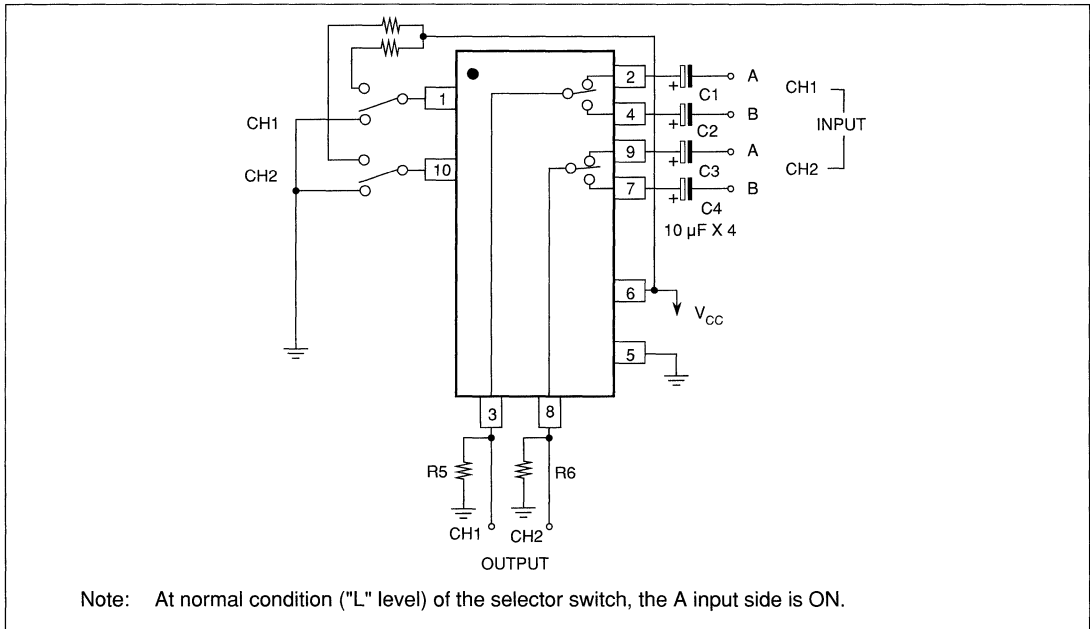 2
A
1
C1
CH1
CH1
4
B
INPUT
C2
9
A
CH2
10
C3
CH2
7
B
C4
10 µF X 4
6
VCC
5
3
8
R5
R6
CH1
CH2
OUTPUT
Note: At normal condition ("L" level) of the selector switch, the A input side is ON.